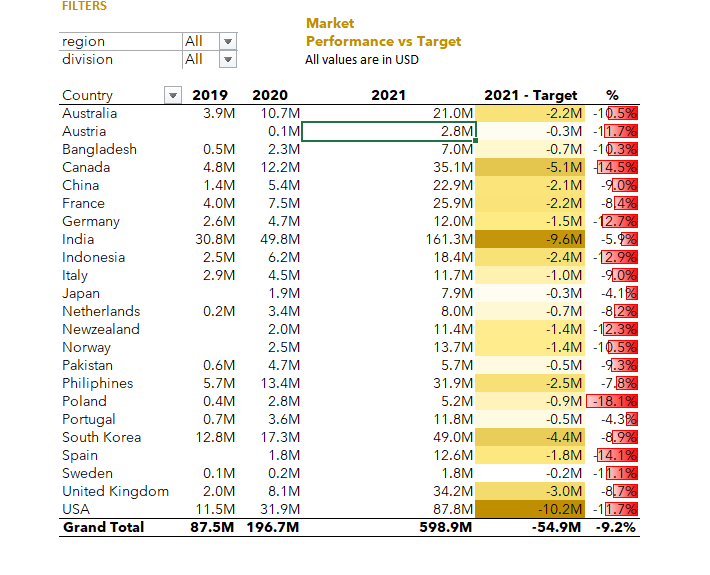 FILTERS
Market
region All Performance vs Target
division All All values are in USD
Country 2019 2020 2021 2021 - Target %
Australia 3.9M 10.7M 21.0M -2.2M -10.5%
Austria 0.1M 2.8M -0.3M -11.7%
Bangladesh 0.5M 2.3M 7.0M -0.7M -10.3%
Canada 4.8M 12.2M 35.1M -5.1M -14.5%
China 1.4M 5.4M 22.9M -2.1M -9.0%
France 4.0M 7.5M 25.9M -2.2M -8.4%
Germany 2.6M 4.7M 12.0M -1.5M -12.7%
India 30.8M 49.8M 161.3M -9.6M -5.9%
Indonesia 2.5M 6.2M 18.4M -2.4M -12.9%
Italy 2.9M 4.5M 11.7M -1.0M -9.0%
Japan 1.9M 7.9M -0.3M -4.1%
Netherlands 0.2M 3.4M 8.0M -0.7M -8.2%
Newzealand 2.0M 11.4M -1.4M -12.3%
Norway 2.5M 13.7M -1.4M -10.5%
Pakistan 0.6M 4.7M 5.7M -0.5M -9.3%
Philiphines 5.7M 13.4M 31.9M -2.5M -7.8%
Poland 0.4M 2.8M 5.2M -0.9M -18.1%
Portugal 0.7M 3.6M 11.8M -0.5M -4.3%
South Korea 12.8M 17.3M 49.0M -4.4M -8.9%
Spain 1.8M 12.6M -1.8M -14.1%
Sweden 0.1M 0.2M 1.8M -0.2M -11.1%
United Kingdom 2.0M 8.1M 34.2M -3.0M -8.7%
USA 11.5M 31.9M 87.8M -10.2M -11.7%
Grand Total 87.5M 196.7M 598.9M -54.9M -9.2%